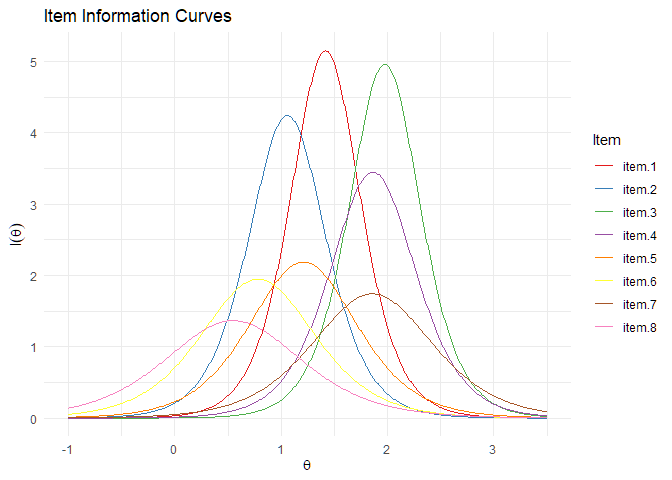 Item Information Curves
5
4
3
2
1
0
I(θ)
-1 0 1 2 3
θ
Item
item.1
item.2
item.3
item.4
item.5
item.6
item.7
item.8